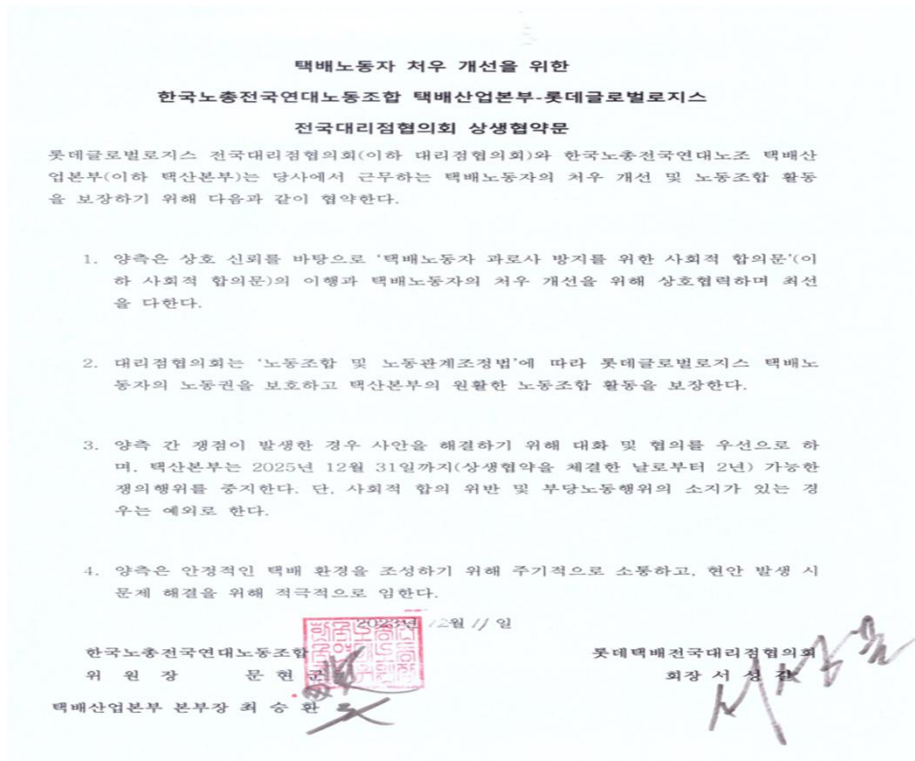 택배노동자 처우 개선을 위한
한국노총전국연대노동조합 택배산업본부-롯데글로벌로지스
전국대리점협의회 상생협약문
롯데글로벌로지스 전국대리점협의회(이하 대리점협의회)와 한국노총전국연대노조 택배산
업본부(이하 택산본부)는 당사에서 근무하는 택배노동자의 처우 개선 및 노동조합 활동
을 보장하기 위해 다음과 같이 협약한다.
1. 양측은 상호 신뢰를 바탕으로 '택배노동자 과로사 방지를 위한 사회적 합의문'(이
하 사회적 합의문)의 이행과 택배노동자의 처우 개선을 위해 상호협력하며 최선
을 다한다.
2. 대리점협의회는 '노동조합 및 노동관계조정법'에 따라 롯데글로벌로지스 택배노
동자의 노동권을 보호하고 택산본부의 원활한 노동조합 활동을 보장한다.
3. 양측 간 쟁점이 발생한 경우 사안을 해결하기 위해 대화 및 협의를 우선으로 하
며, 택산본부는 2025년 12월 31일까지(상생협약을 체결한 날로부터 2년) 가능한
쟁의행위를 중지한다. 단, 사회적 합의 위반 및 부당노동행위의 소지가 있는 경
우는 예외로 한다.
4. 양측은 안정적인 택배 환경을 조성하기 위해 주기적으로 소통하고, 현안 발생 시
문제 해결을 위해 적극적으로 임한다.
2023년 12월 11일
한국노총전국연대노동조합
위 원 장 문 현 군
택배산업본부 본부장 최 승 환
롯데택배전국대리점협의회
회장 서 성 길